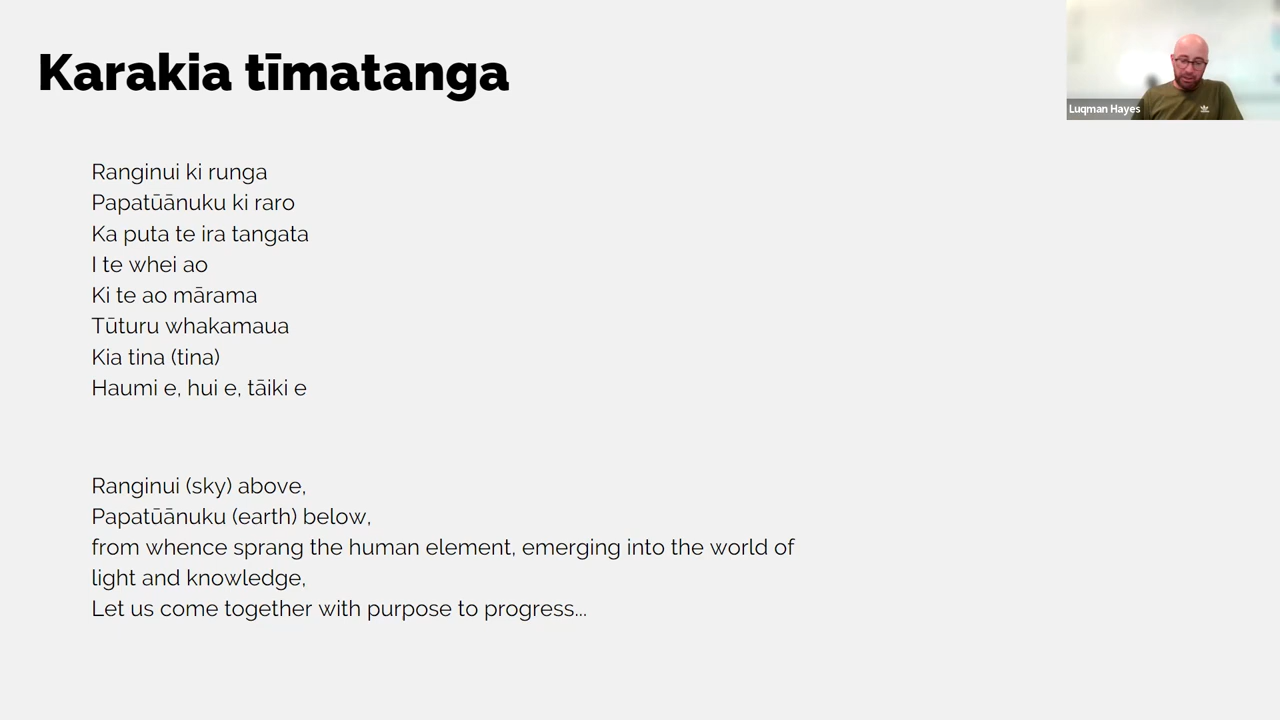 Karakia tīmatanga
Luqman Hayes
Ranginui ki runga
Papatūānuku ki raro
Ka puta te ira tangata
I te whei ao
Ki te ao mārama
Tūturu whakamaua
Kia tina (tina)
Haumi e, hui e, tāiki e
Ranginui (sky) above,
Papatūānuku (earth) below,
from whence sprang the human element, emerging into the world of
light and knowledge,
Let us come together with purpose to progress...